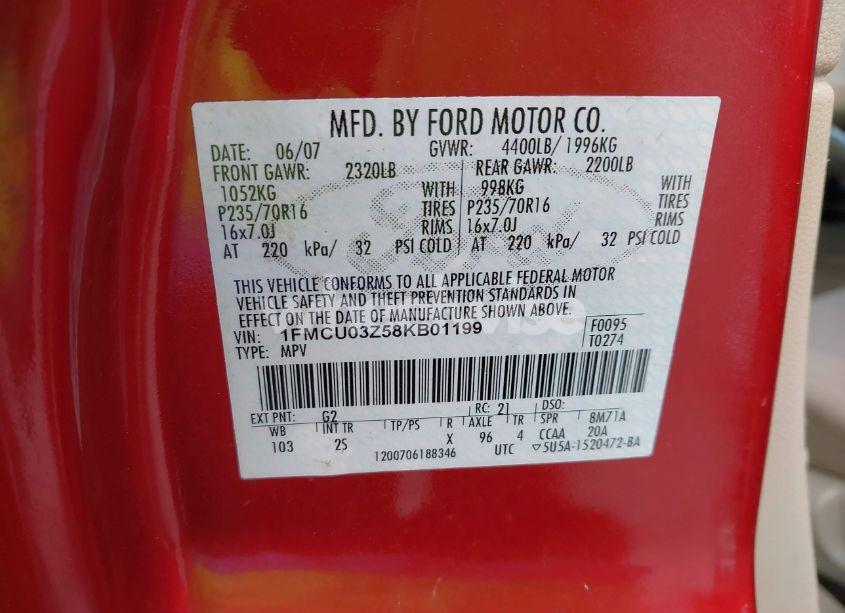 MFD. BY FORD MOTOR CO.
DATE: 06/07 GVWR: 4400LB/ 1996KG
FRONT GAWR: 2320LB REAR GAWR: 2200LB
1052KG WITH 998KG WITH
P235/70R16 TIRES P235/70R16 TIRES
16x7.0J RIMS 16x7.0J RIMS
AT 220 kPa/ 32 PSI COLD AT 220 kPa/ 32 PSI COLD
THIS VEHICLE CONFORMS TO ALL APPLICABLE FEDERAL MOTOR
VEHICLE SAFETY AND THEFT PREVENTION STANDARDS IN
EFFECT ON THE DATE OF MANUFACTURE SHOWN ABOVE.
VIN: 1FMCU03Z58KB01199 F0095
TYPE: MPV T0274
EXT PNT: G2 RC: 21 DSO:
WB INT TR TP/PS R AXLE TR SPR 8M71A
103 2S X 96 4 CCAA 20A
1200706188346 UTC ▽5U5A-1520472-BA